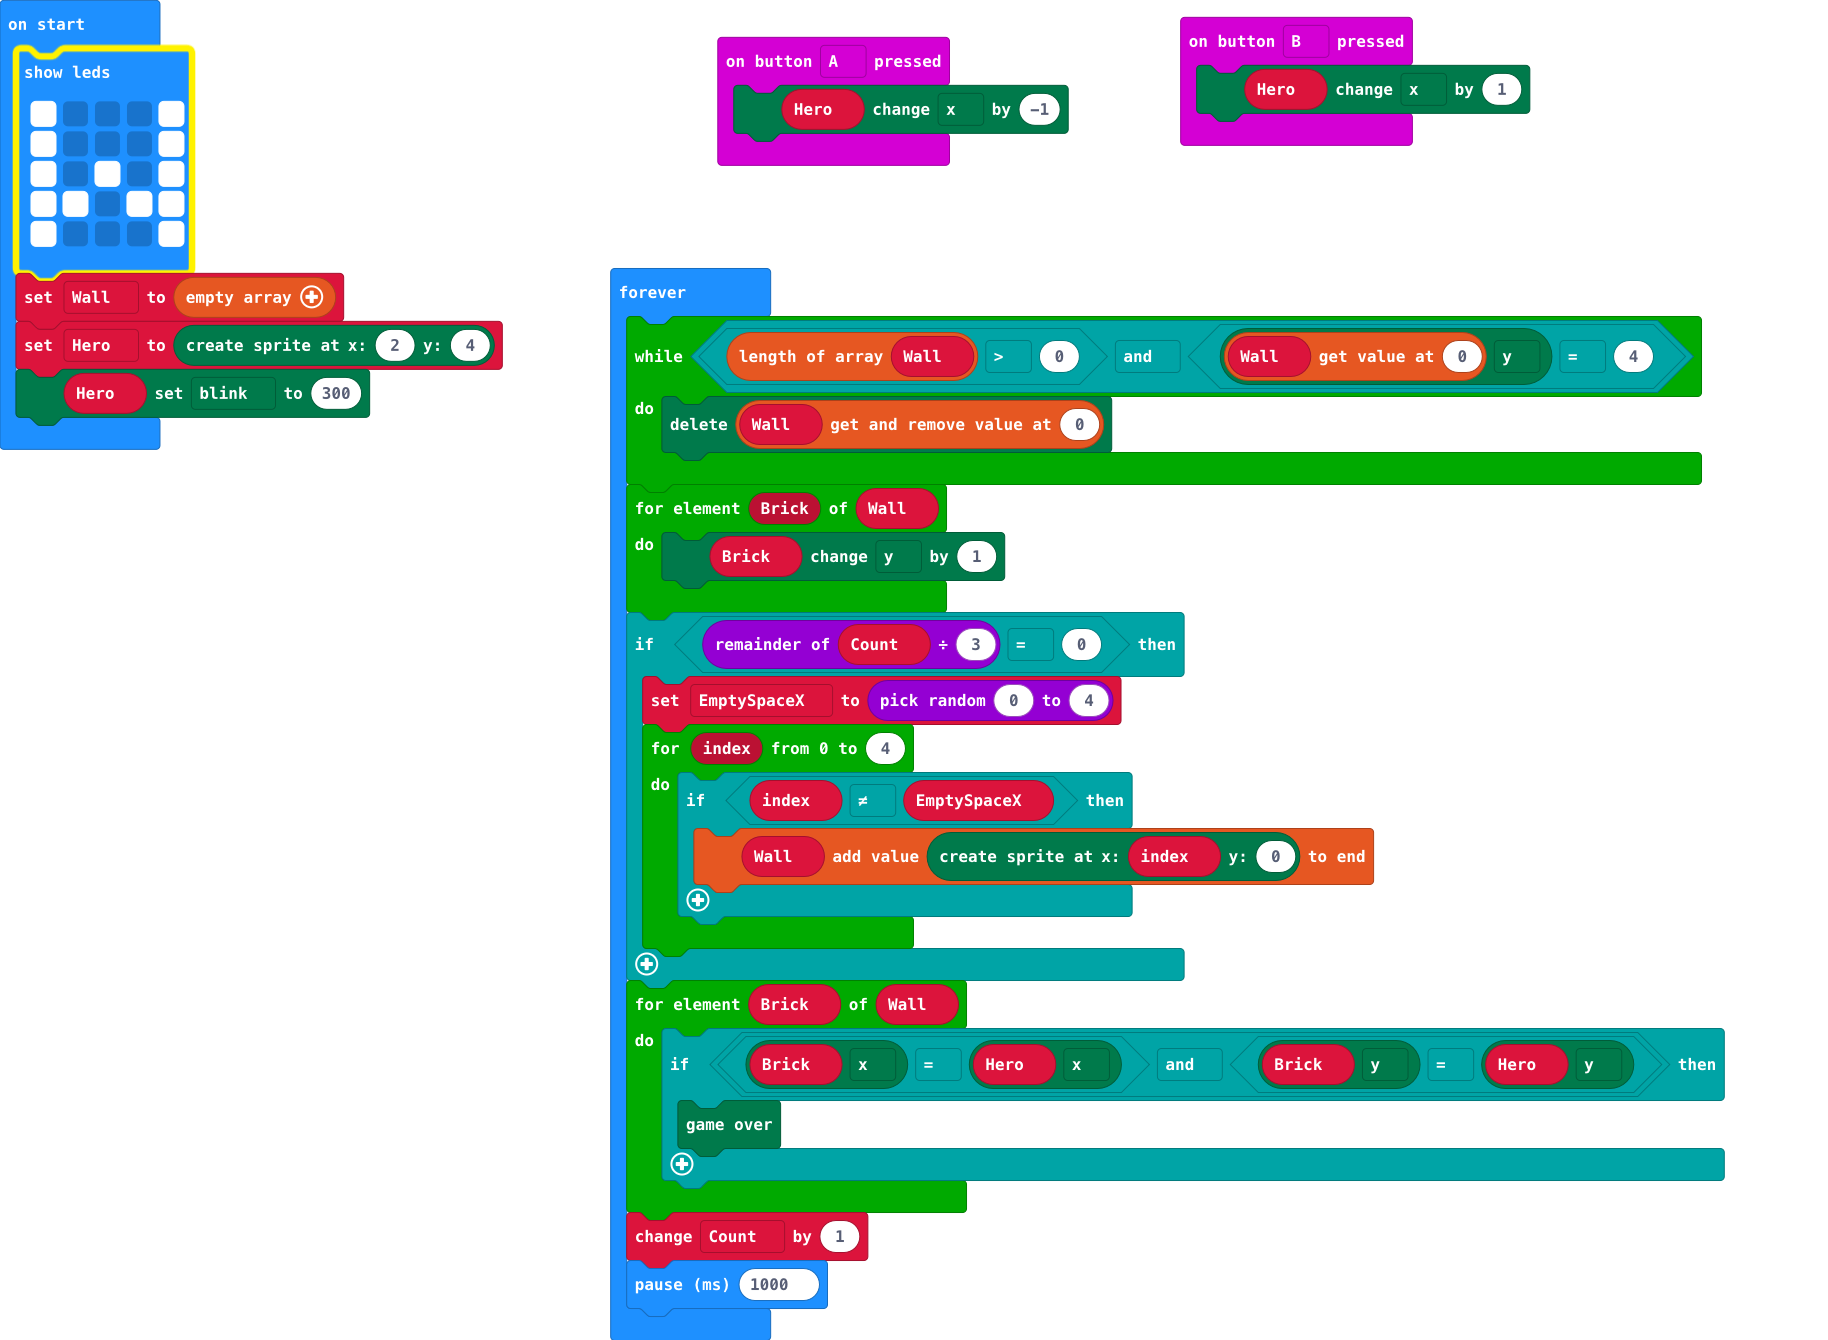 on start
show leds
set Wall to empty array
set Hero to create sprite at x: 2 y: 4
Hero set blink to 300
on button A pressed
Hero change x by -1
on button B pressed
Hero change x by 1
forever
while length of array Wall > 0 and Wall get value at 0 y = 4
do delete Wall get and remove value at 0
for element Brick of Wall
do Brick change y by 1
if remainder of Count ÷ 3 = 0 then
set EmptySpaceX to pick random 0 to 4
for index from 0 to 4
do if index ≠ EmptySpaceX then
Wall add value create sprite at x: index y: 0 to end
for element Brick of Wall
do if Brick x = Hero x and Brick y = Hero y then
game over
change Count by 1
pause (ms) 1000